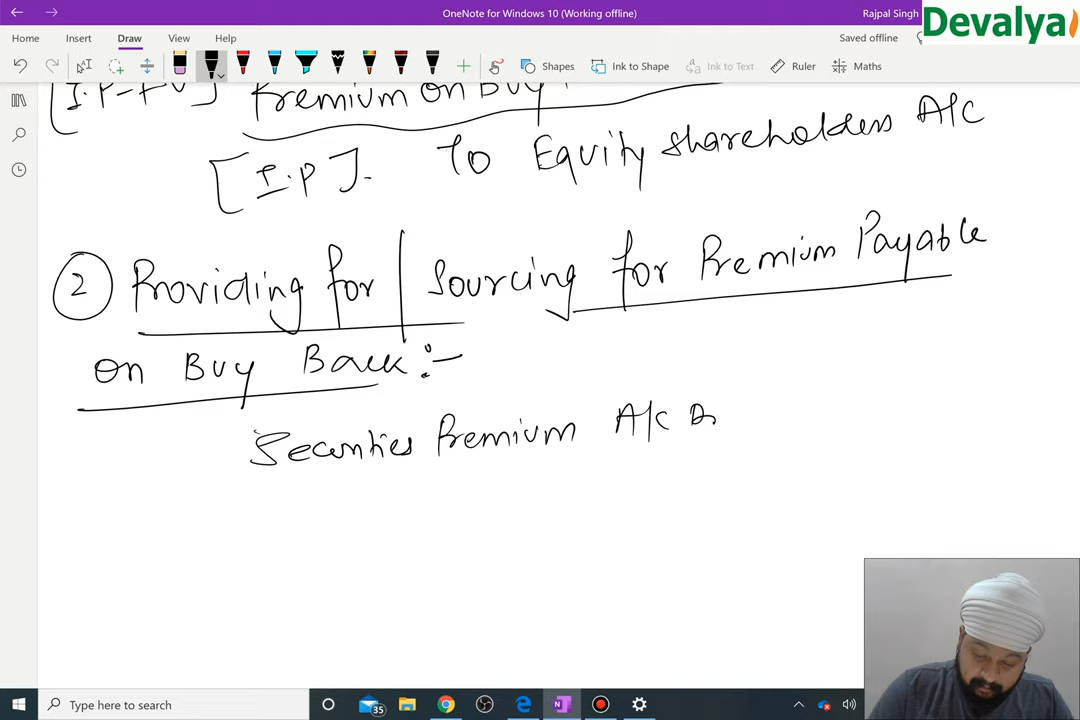 OneNote for Windows 10 (Working offline)
Rajpal Singh
Devalya
Home Insert Draw View Help
Saved offline
Shapes Ink to Shape Ink to Text Ruler Maths
[I.P-FV] Premium on Buy
[I.P]. To Equity shareholders A/c
② Providing for / Sourcing for Premium Payable
on Buy Back:-
Securities Premium A/c Dr
Type here to search
35